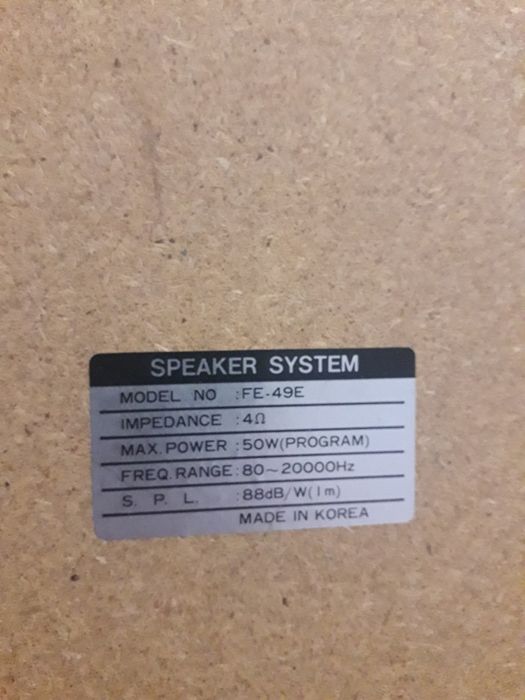 SPEAKER SYSTEM
MODEL NO :FE-49E
IMPEDANCE :4Ω
MAX. POWER :50W(PROGRAM)
FREQ. RANGE:80~20000Hz
S. P. L. :88dB/W(1m)
MADE IN KOREA